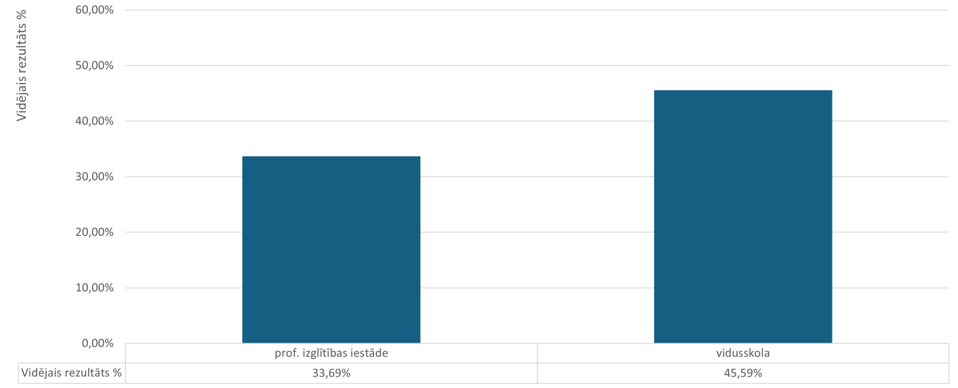 Vidējais rezultāts %
60,00%
50,00%
40,00%
30,00%
20,00%
10,00%
0,00%
prof. izglītības iestāde vidusskola
Vidējais rezultāts % 33,69% 45,59%